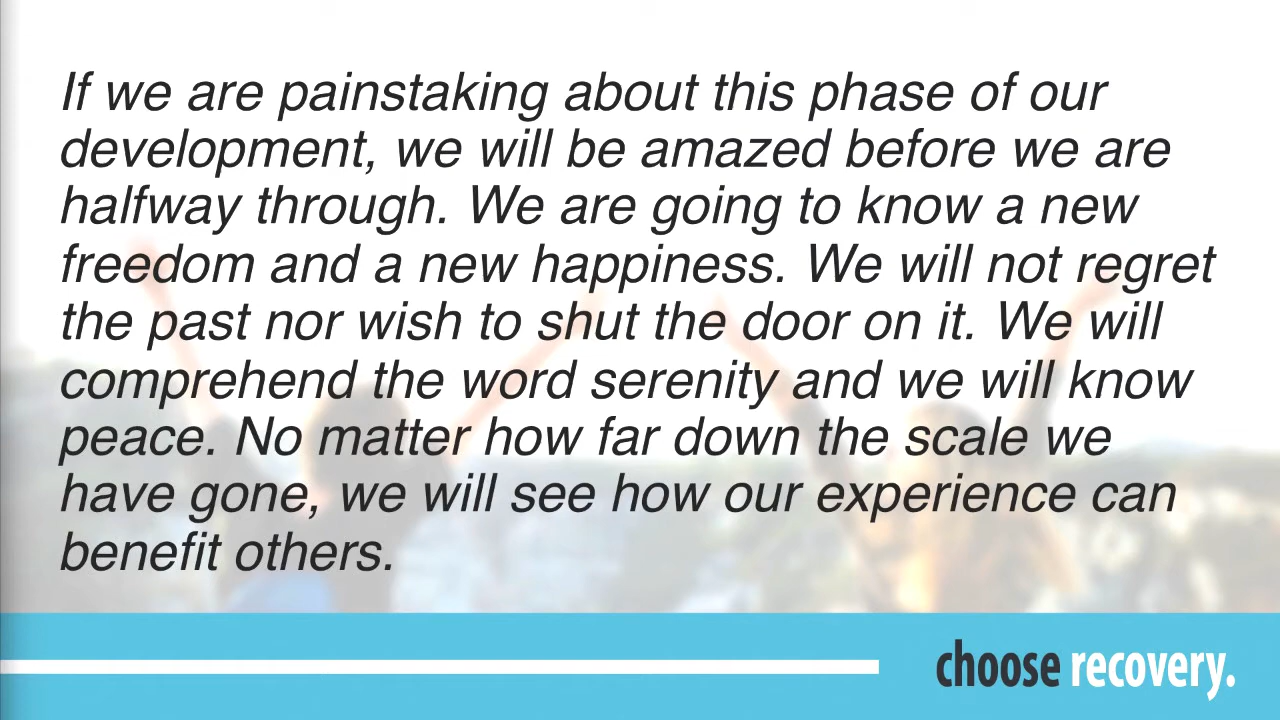 If we are painstaking about this phase of our
development, we will be amazed before we are
halfway through. We are going to know a new
freedom and a new happiness. We will not regret
the past nor wish to shut the door on it. We will
comprehend the word serenity and we will know
peace. No matter how far down the scale we
have gone, we will see how our experience can
benefit others.
choose recovery.